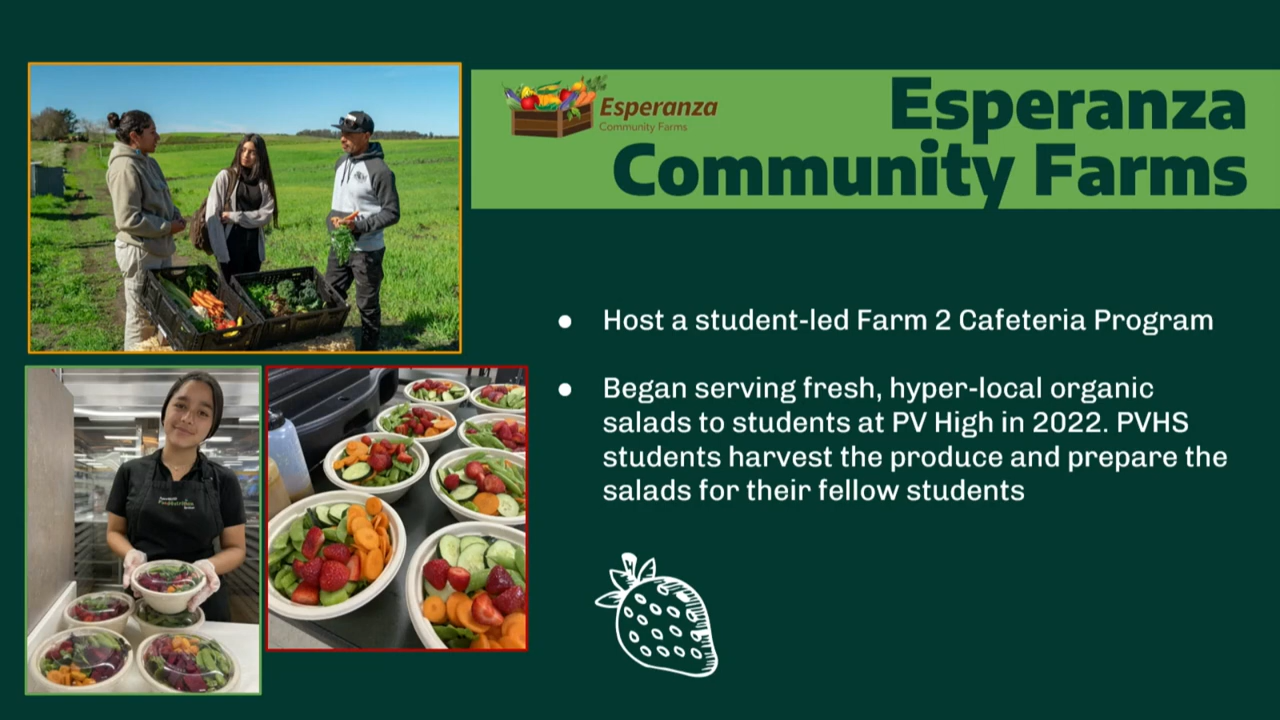 Esperanza
Community Farms
Esperanza
Community Farms
● Host a student-led Farm 2 Cafeteria Program
● Began serving fresh, hyper-local organic
salads to students at PV High in 2022. PVHS
students harvest the produce and prepare the
salads for their fellow students